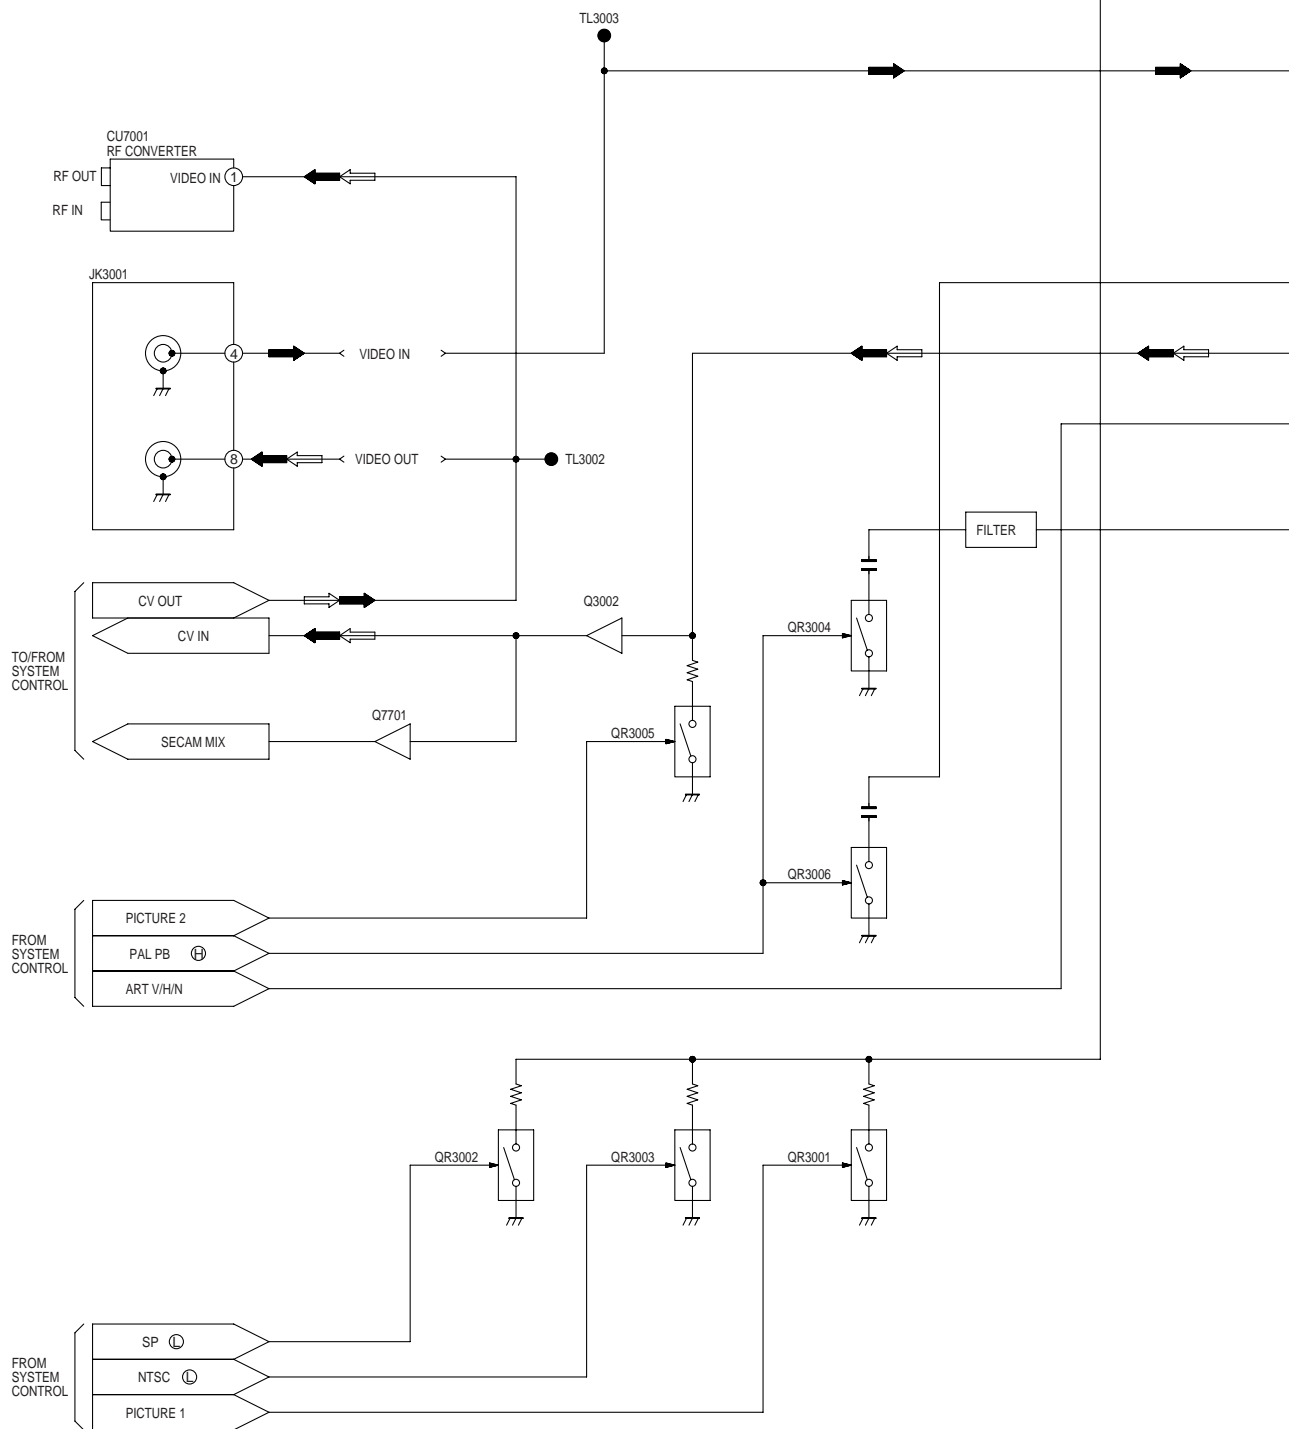 TL3003
CU7001
RF CONVERTER
RF OUT
VIDEO IN
1
RF IN
JK3001
4
VIDEO IN
8
VIDEO OUT
TL3002
FILTER
CV OUT
Q3002
QR3004
CV IN
TO/FROM
SYSTEM
CONTROL
Q7701
QR3005
SECAM MIX
QR3006
PICTURE 2
FROM
SYSTEM
CONTROL
PAL PB H
ART V/H/N
QR3002
QR3003
QR3001
SP L
FROM
SYSTEM
CONTROL
NTSC L
PICTURE 1